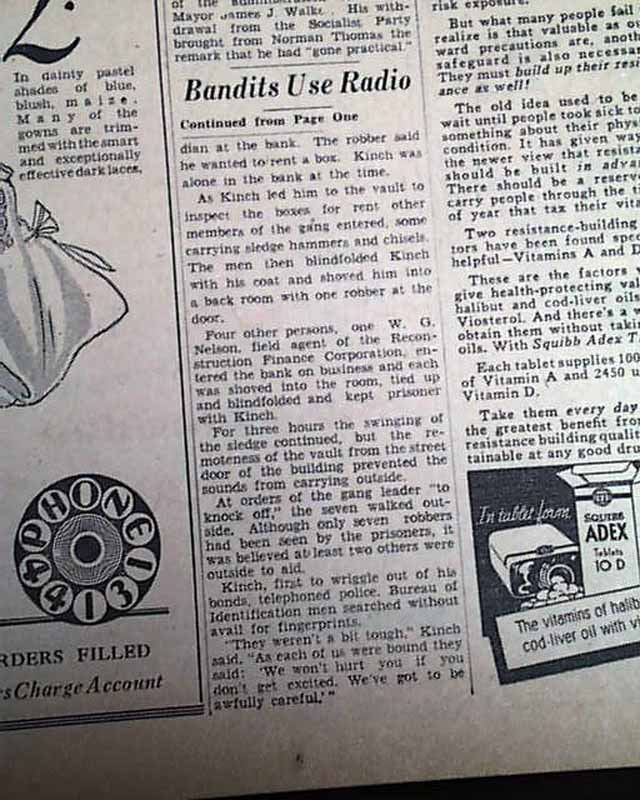 2.
In dainty pastel
shades of blue,
blush, maize.
Many of the
gowns are trim-
med with the smart
and exceptionally
effective dark laces.
PHONE
44131
RDERS FILLED
s Charge Account
of the
Mayor James J. Walke. His with-
drawal from the Socialist Party
brought from Norman Thomas the
remark that he had "gone practical."
Bandits Use Radio
Continued from Page One
dian at the bank. The robber said
he wanted to rent a box. Kinch was
alone in the bank at the time.
As Kinch led him to the vault to
inspect the boxes for rent other
members of the gang entered, some
carrying sledge hammers and chisels.
The men then blindfolded Kinch
with his coat and shoved him into
a back room with one robber at the
door.
Four other persons, one W. G.
Nelson, field agent of the Recon-
struction Finance Corporation, en-
tered the bank on business and each
was shoved into the room, tied up
and blindfolded and kept prisoner
with Kinch.
For three hours the swinging of
the sledge continued, but the re-
moteness of the vault from the street
door of the building prevented the
sounds from carrying outside.
At orders of the gang leader "to
knock off," the seven walked out-
side. Although only seven robbers
had been seen by the prisoners, it
was believed at least two others were
outside to aid.
Kinch, first to wriggle out of his
bonds, telephoned police. Bureau of
Identification men searched without
avail for fingerprints.
"They weren't a bit tough," Kinch
said. "As each of us were bound they
said: 'We won't hurt you if you
don't get excited. We've got to be
awfully careful.'"
risk exposure.
But what many people fail
realize is that valuable as ou
ward precautions are, anoth
safeguard is also necessa
They must build up their resi
ance as well!
The old idea used to be
wait until people took sick to
something about their phys
condition. It has given wa
the newer view that resista
should be built in advan
There should be a reserve
carry people through the
of year that tax their vita
Two resistance-building
tors have been found spec
helpful—Vitamins A and D
These are the factors
give health-protecting val
halibut and cod-liver oils
Viosterol. And there's a w
obtain them without takin
oils. With Squibb Adex T
Each tablet supplies 100
of Vitamin A and 2450 u
Vitamin D.
Take them every day
the greatest benefit from
resistance building quality
tainable at any good dru
In tablet form
SQUIBB
ADEX
Tablets
10 D
The vitamins of halib
cod-liver oil with vi